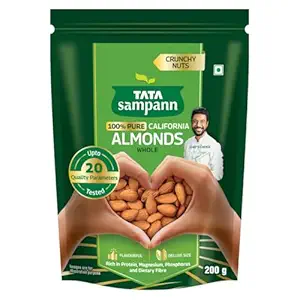 CRUNCHY
NUTS
TATA
sampann
100% PURE CALIFORNIA
ALMONDS
WHOLE
Upto
20
Quality Parameters
Tested
FLAVOURFUL
DELUXE SIZE
Rich in Protein, Magnesium, Phosphorus
and Dietary Fibre
200 g